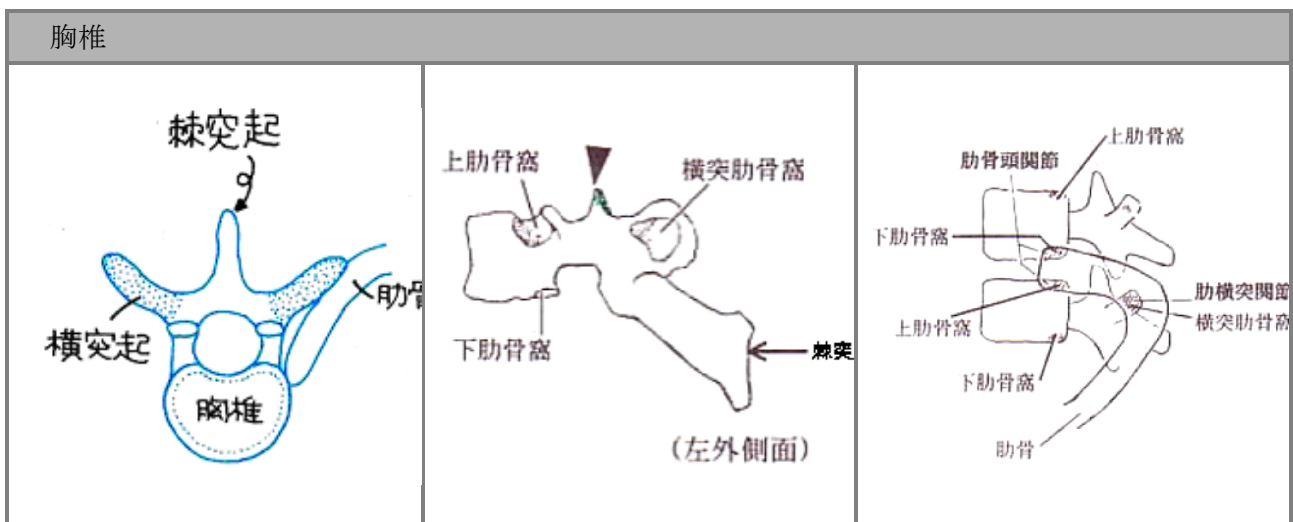 胸椎
棘突起
横突起
肋骨
胸椎
上肋骨窩
横突肋骨窩
下肋骨窩
棘突
(左外側面)
上肋骨窩
肋骨頭関節
下肋骨窩
肋横突関節
横突肋骨窩
上肋骨窩
下肋骨窩
肋骨